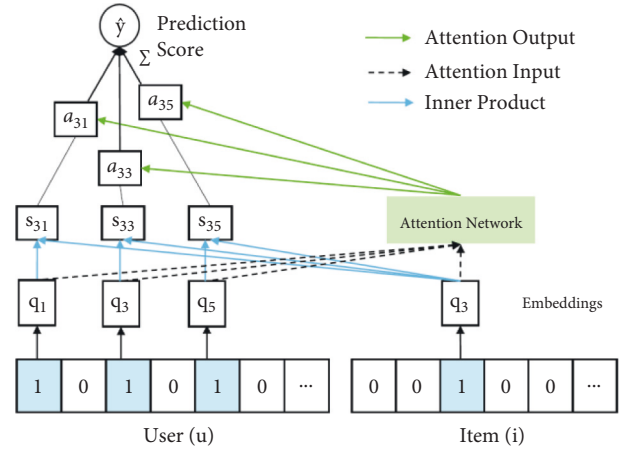 ŷ
Prediction
Score
Σ
Attention Output
Attention Input
Inner Product
a35
a31
a33
s31
s33
s35
Attention Network
q1
q3
q5
q3
Embeddings
1 0 1 0 1 0 ...
0 0 1 0 0 ...
User (u)
Item (i)